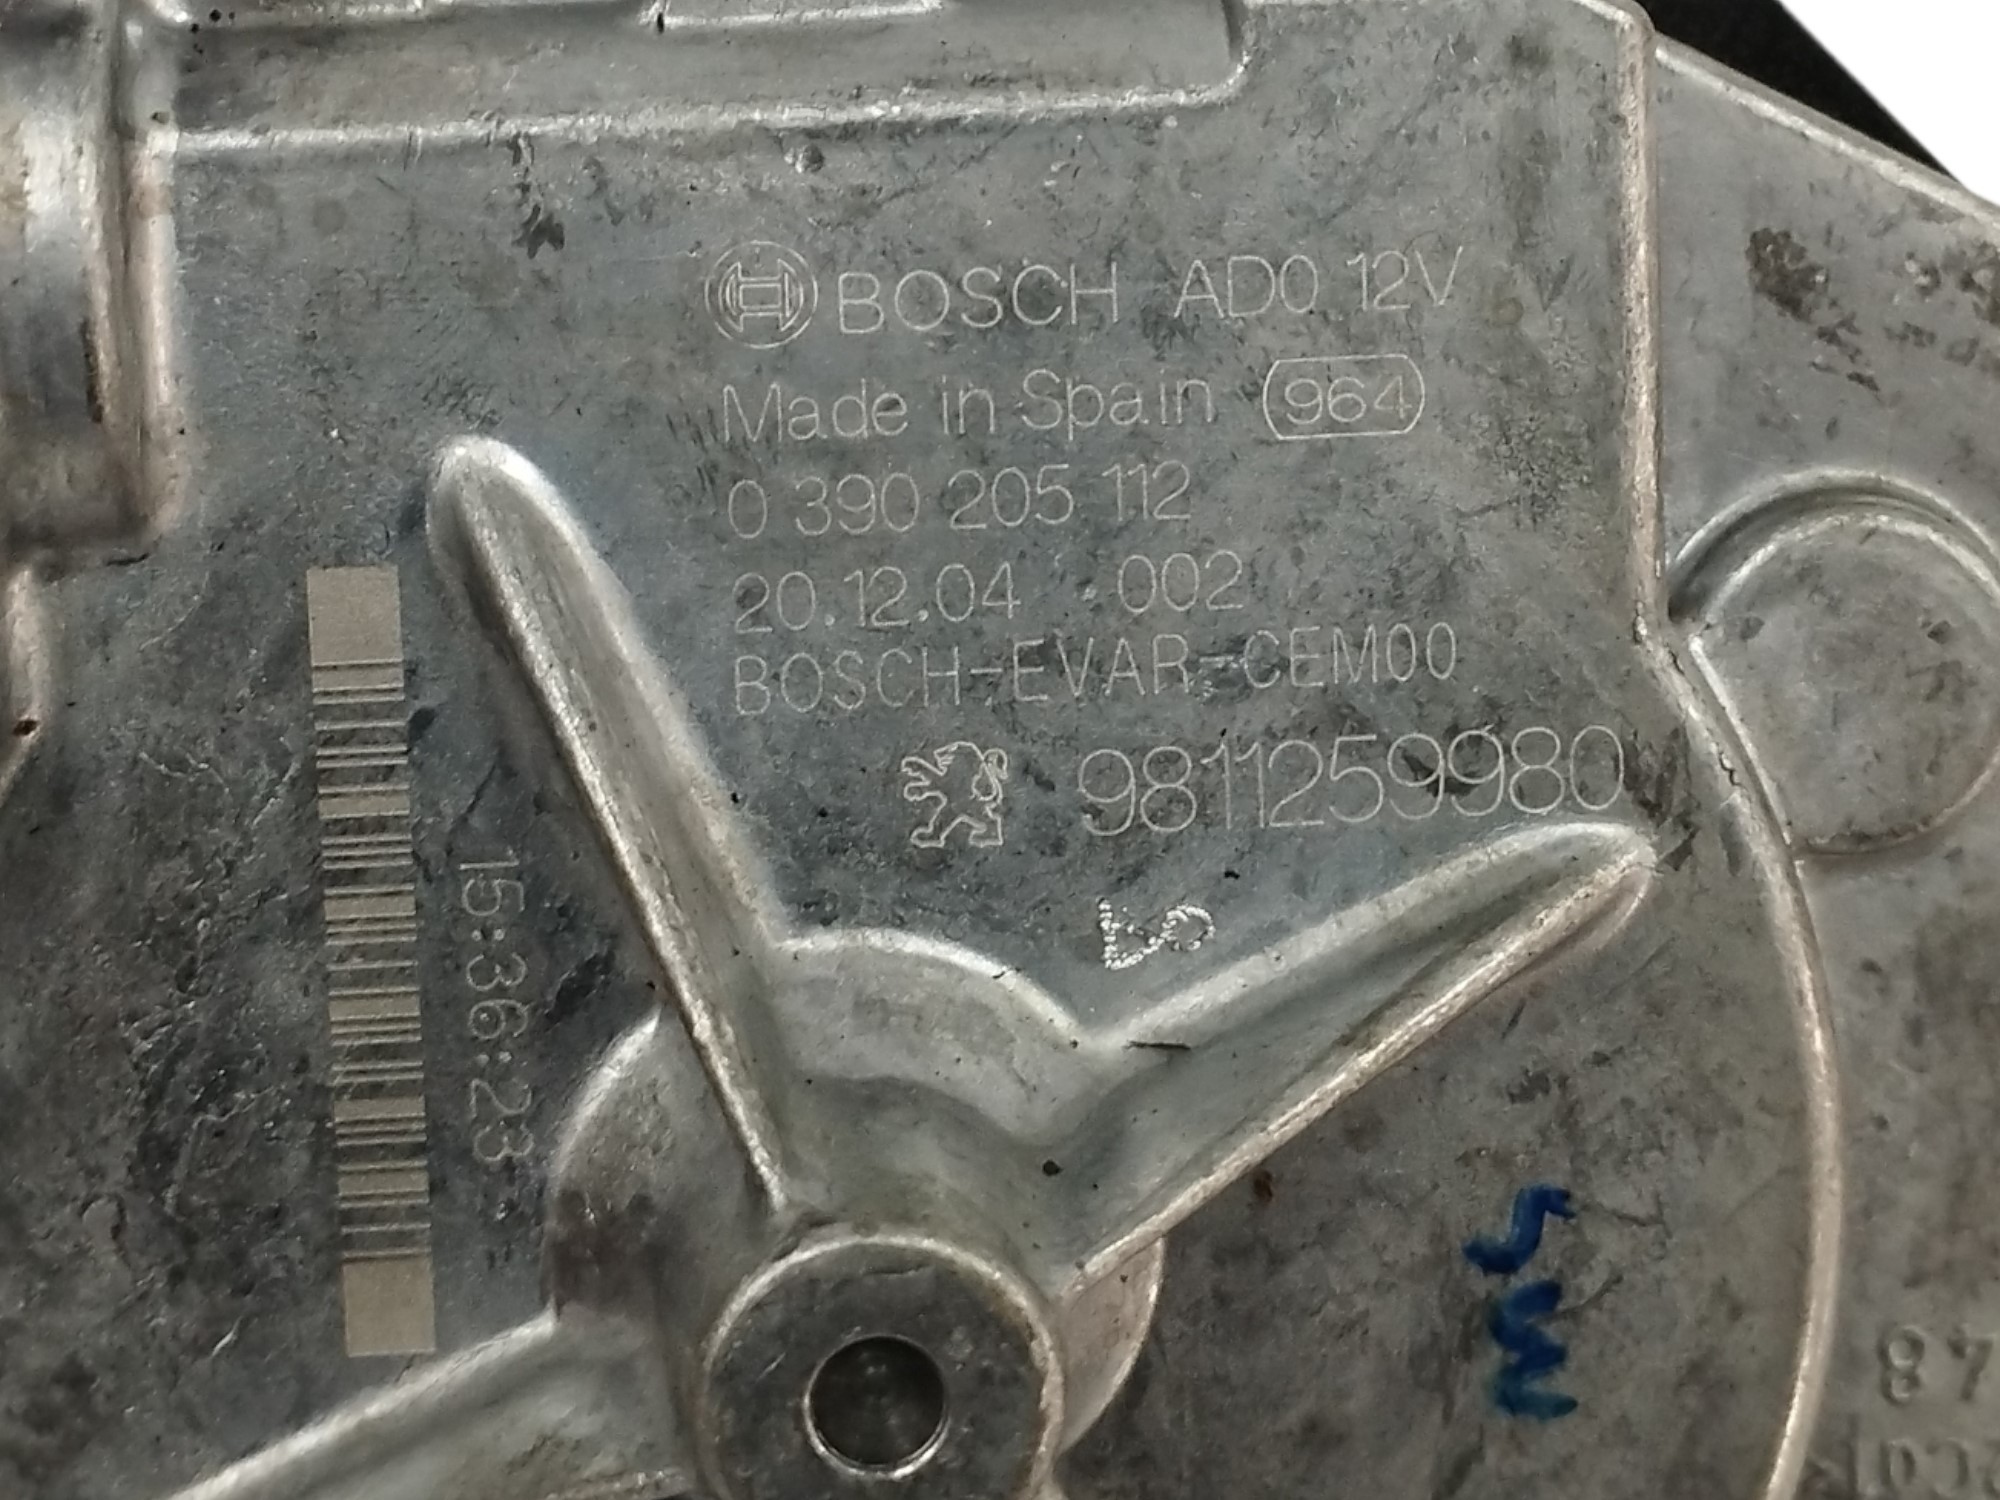 BOSCH AD0 12V
Made in Spain 964
0 390 205 112
20.12.04 002
BOSCH-EVAR-CEM00
9811259980
15:36:23